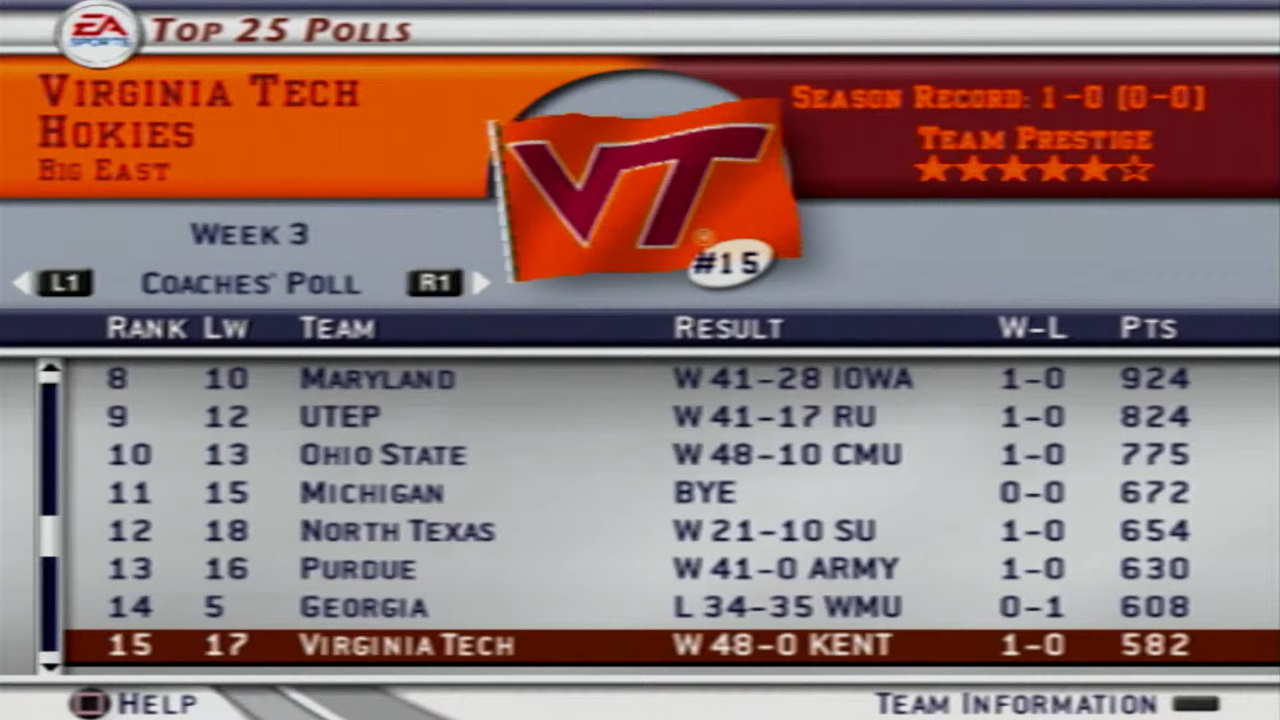 EA SPORTS TOP 25 POLLS
VIRGINIA TECH
HOKIES
BIG EAST
SEASON RECORD: 1-0 (0-0)
TEAM PRESTIGE
VT
#15
WEEK 3
L1 COACHES' POLL R1
RANK LW TEAM RESULT W-L PTS
8 10 MARYLAND W 41-28 IOWA 1-0 924
9 12 UTEP W 41-17 RU 1-0 824
10 13 OHIO STATE W 48-10 CMU 1-0 775
11 15 MICHIGAN BYE 0-0 672
12 18 NORTH TEXAS W 21-10 SU 1-0 654
13 16 PURDUE W 41-0 ARMY 1-0 630
14 5 GEORGIA L 34-35 WMU 0-1 608
15 17 VIRGINIA TECH W 48-0 KENT 1-0 582
HELP TEAM INFORMATION